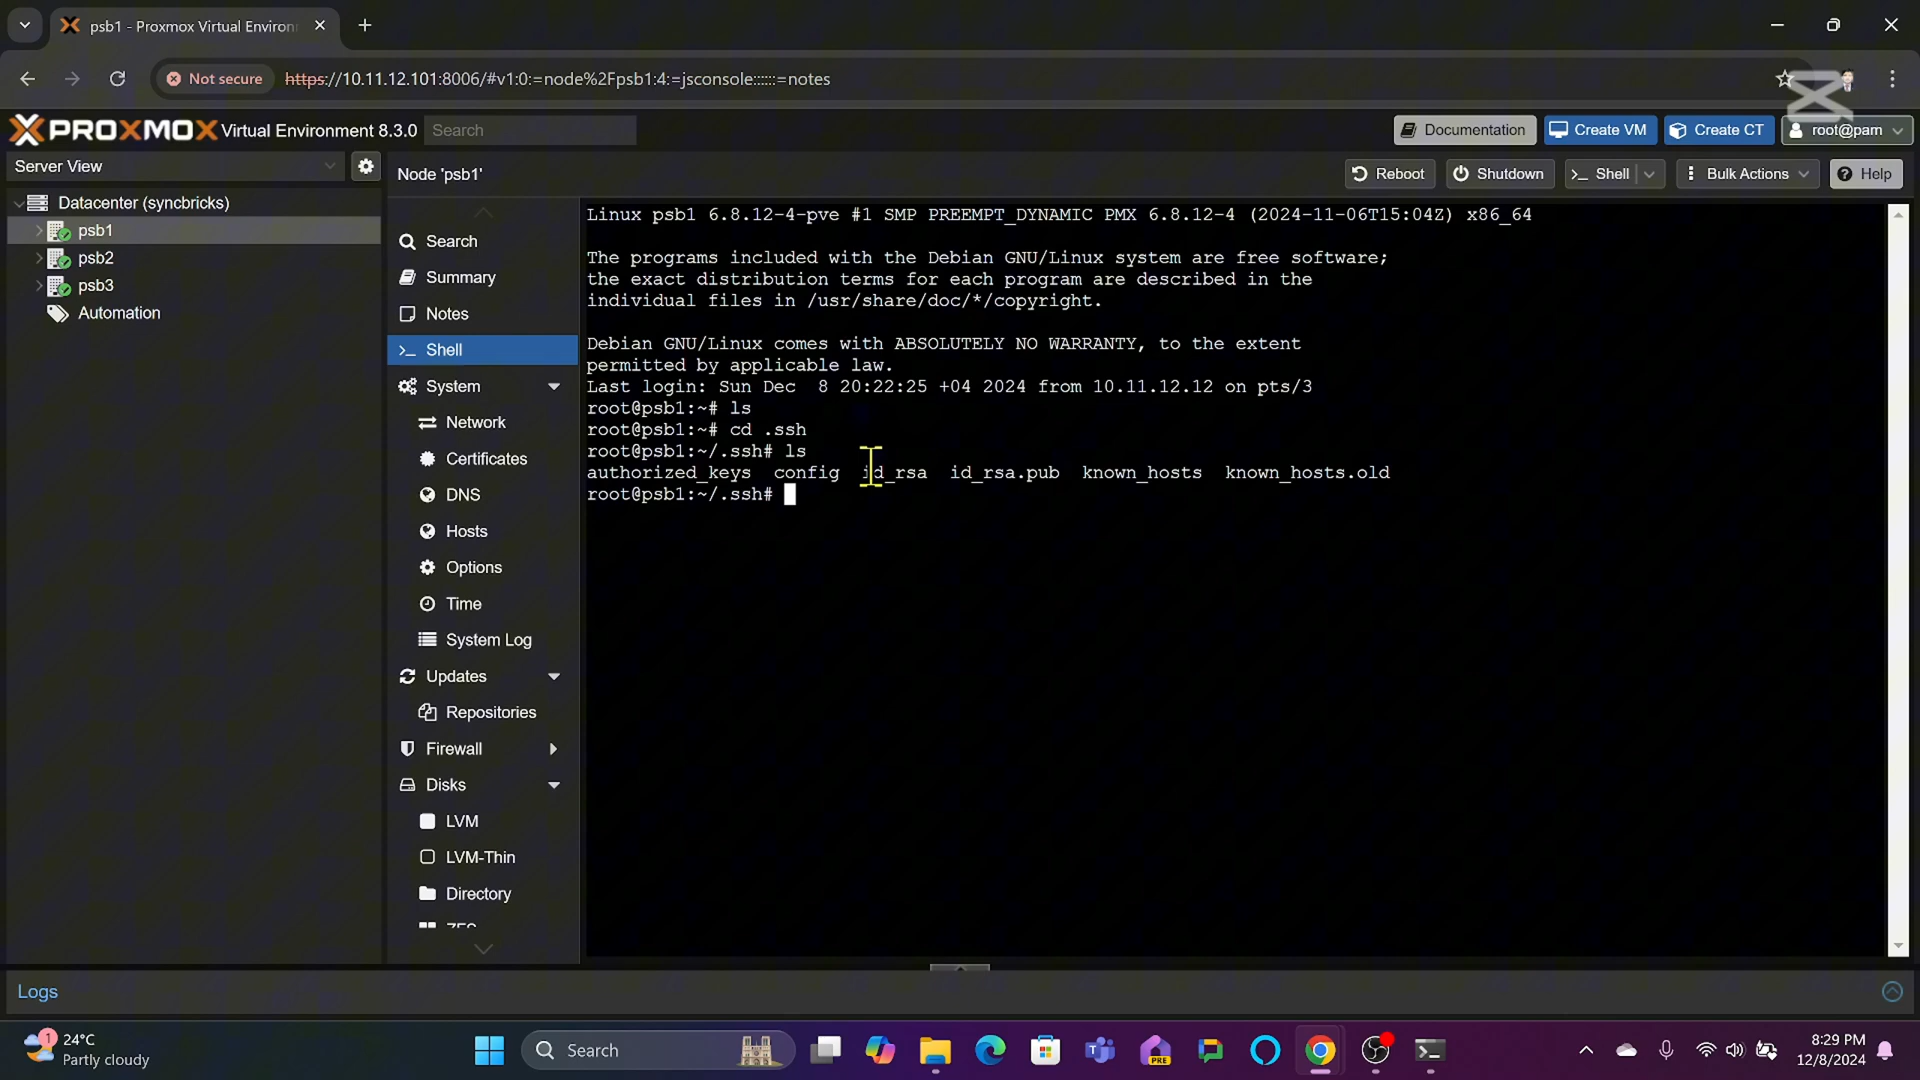 psb1 - Proxmox Virtual Environ
Not secure
https://10.11.12.101:8006/#v1:0:=node%2Fpsb1:4:=jsconsole::::::=notes
PROXMOX Virtual Environment 8.3.0
Search
Documentation
Create VM
Create CT
root@pam
Server View
Node 'psb1'
Reboot
Shutdown
Shell
Bulk Actions
Help
Datacenter (syncbricks)
psb1
psb2
psb3
Automation
Search
Summary
Notes
Shell
System
Network
Certificates
DNS
Hosts
Options
Time
System Log
Updates
Repositories
Firewall
Disks
LVM
LVM-Thin
Directory
ZFS
Linux psb1 6.8.12-4-pve #1 SMP PREEMPT_DYNAMIC PMX 6.8.12-4 (2024-11-06T15:04Z) x86_64
The programs included with the Debian GNU/Linux system are free software;
the exact distribution terms for each program are described in the
individual files in /usr/share/doc/*/copyright.
Debian GNU/Linux comes with ABSOLUTELY NO WARRANTY, to the extent
permitted by applicable law.
Last login: Sun Dec  8 20:22:25 +04 2024 from 10.11.12.12 on pts/3
root@psb1:~# ls
root@psb1:~# cd .ssh
root@psb1:~/.ssh# ls
authorized_keys  config  id_rsa  id_rsa.pub  known_hosts  known_hosts.old
root@psb1:~/.ssh#
Logs
1
24°C
Partly cloudy
Search
PRE
8:29 PM
12/8/2024